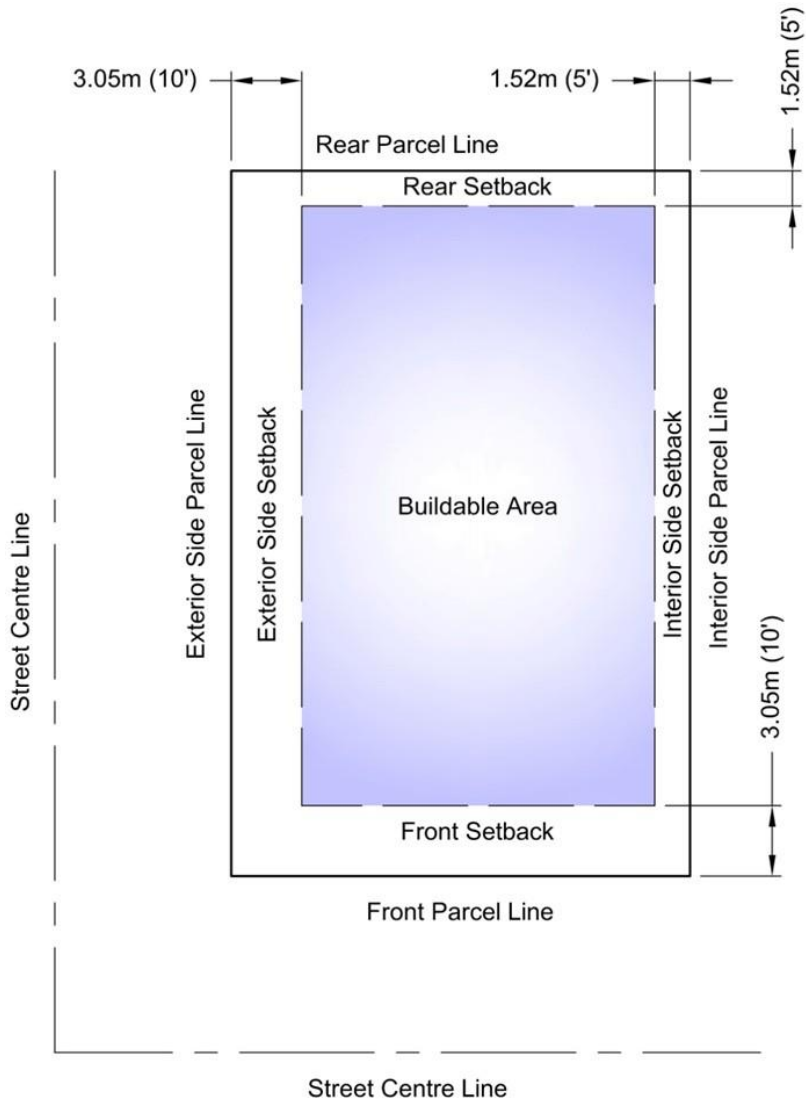 3.05m (10')
1.52m (5')
1.52m (5')
Rear Parcel Line
Rear Setback
Street Centre Line
Exterior Side Parcel Line
Exterior Side Setback
Buildable Area
Interior Side Setback
Interior Side Parcel Line
3.05m (10')
Front Setback
Front Parcel Line
Street Centre Line